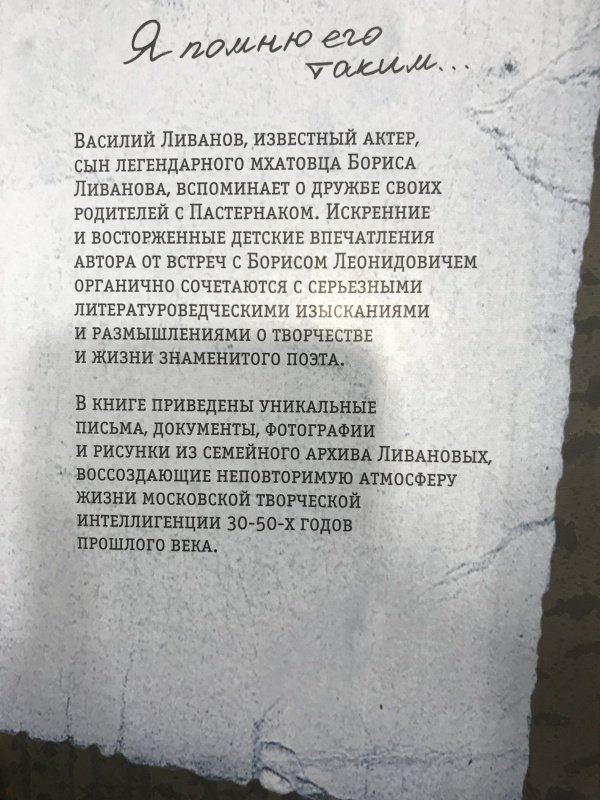 Я помню его
таким...
Василий Ливанов, известный актер,
сын легендарного мхатовца Бориса
Ливанова, вспоминает о дружбе своих
родителей с Пастернаком. Искренние
и восторженные детские впечатления
автора от встреч с Борисом Леонидовичем
органично сочетаются с серьезными
литературоведческими изысканиями
и размышлениями о творчестве
и жизни знаменитого поэта.
В книге приведены уникальные
письма, документы, фотографии
и рисунки из семейного архива Ливановых,
воссоздающие неповторимую атмосферу
жизни московской творческой
интеллигенции 30-50-х годов
прошлого века.